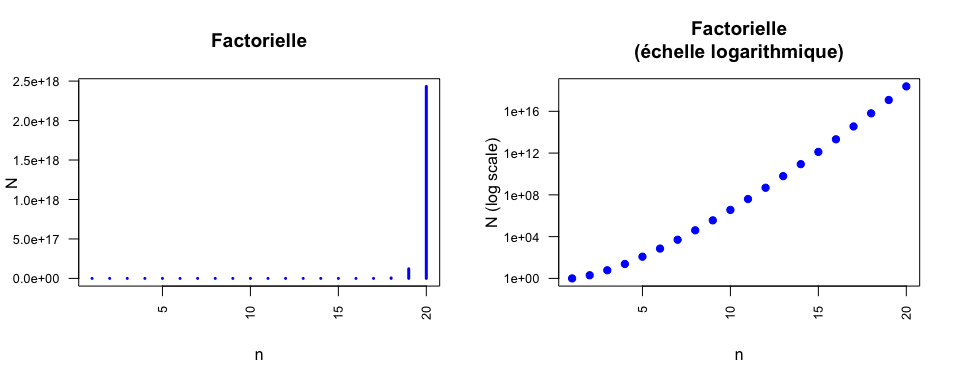 Factorielle
N
2.5e+18
2.0e+18
1.5e+18
1.0e+18
5.0e+17
0.0e+00
5
10
15
20
n
Factorielle
(échelle logarithmique)
N (log scale)
1e+16
1e+12
1e+08
1e+04
1e+00
5
10
15
20
n